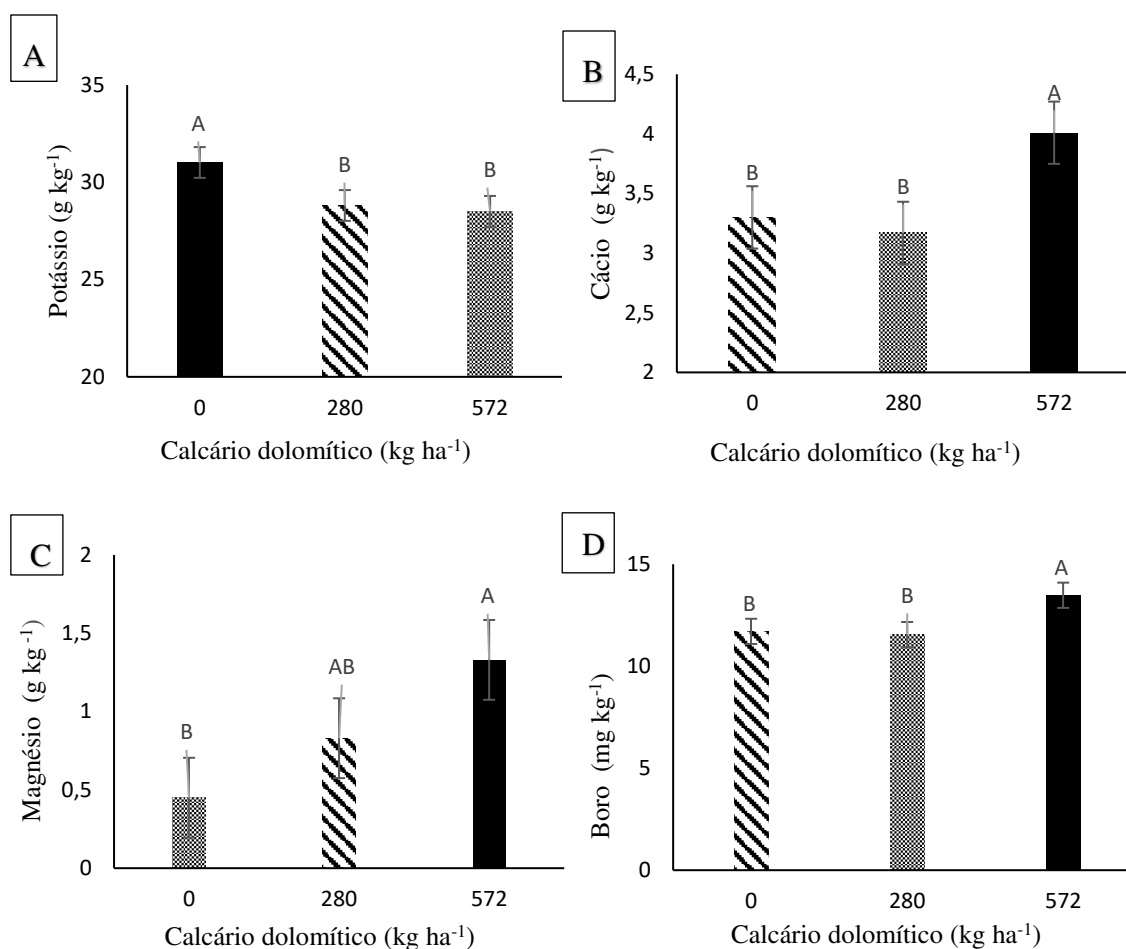 A
Potássio (g kg⁻¹)
35
30
25
20
A
B
B
0 280 572
Calcário dolomítico (kg ha⁻¹)
B
Cácio (g kg⁻¹)
4,5
4
3,5
3
2,5
2
B
B
A
0 280 572
Calcário dolomítico (kg ha⁻¹)
C
Magnésio (g kg⁻¹)
2
1,5
1
0,5
0
B
AB
A
0 280 572
Calcário dolomítico (kg ha⁻¹)
D
Boro (mg kg⁻¹)
15
10
5
0
B
B
A
0 280 572
Calcário dolomítico (kg ha⁻¹)